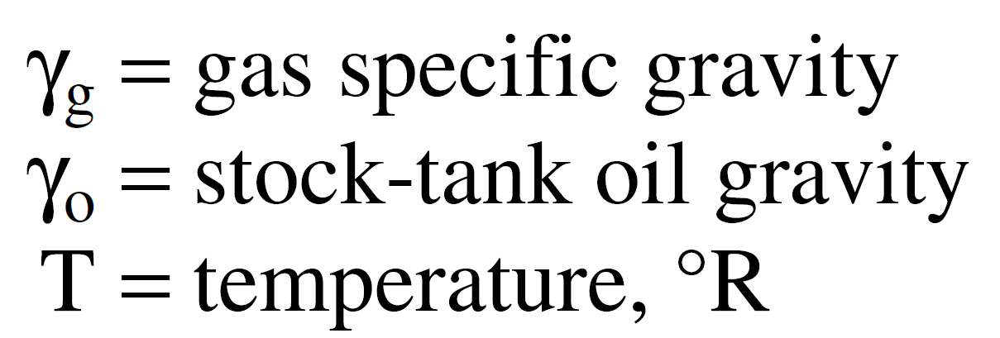 γg = gas specific gravity
γo = stock-tank oil gravity
T = temperature, °R